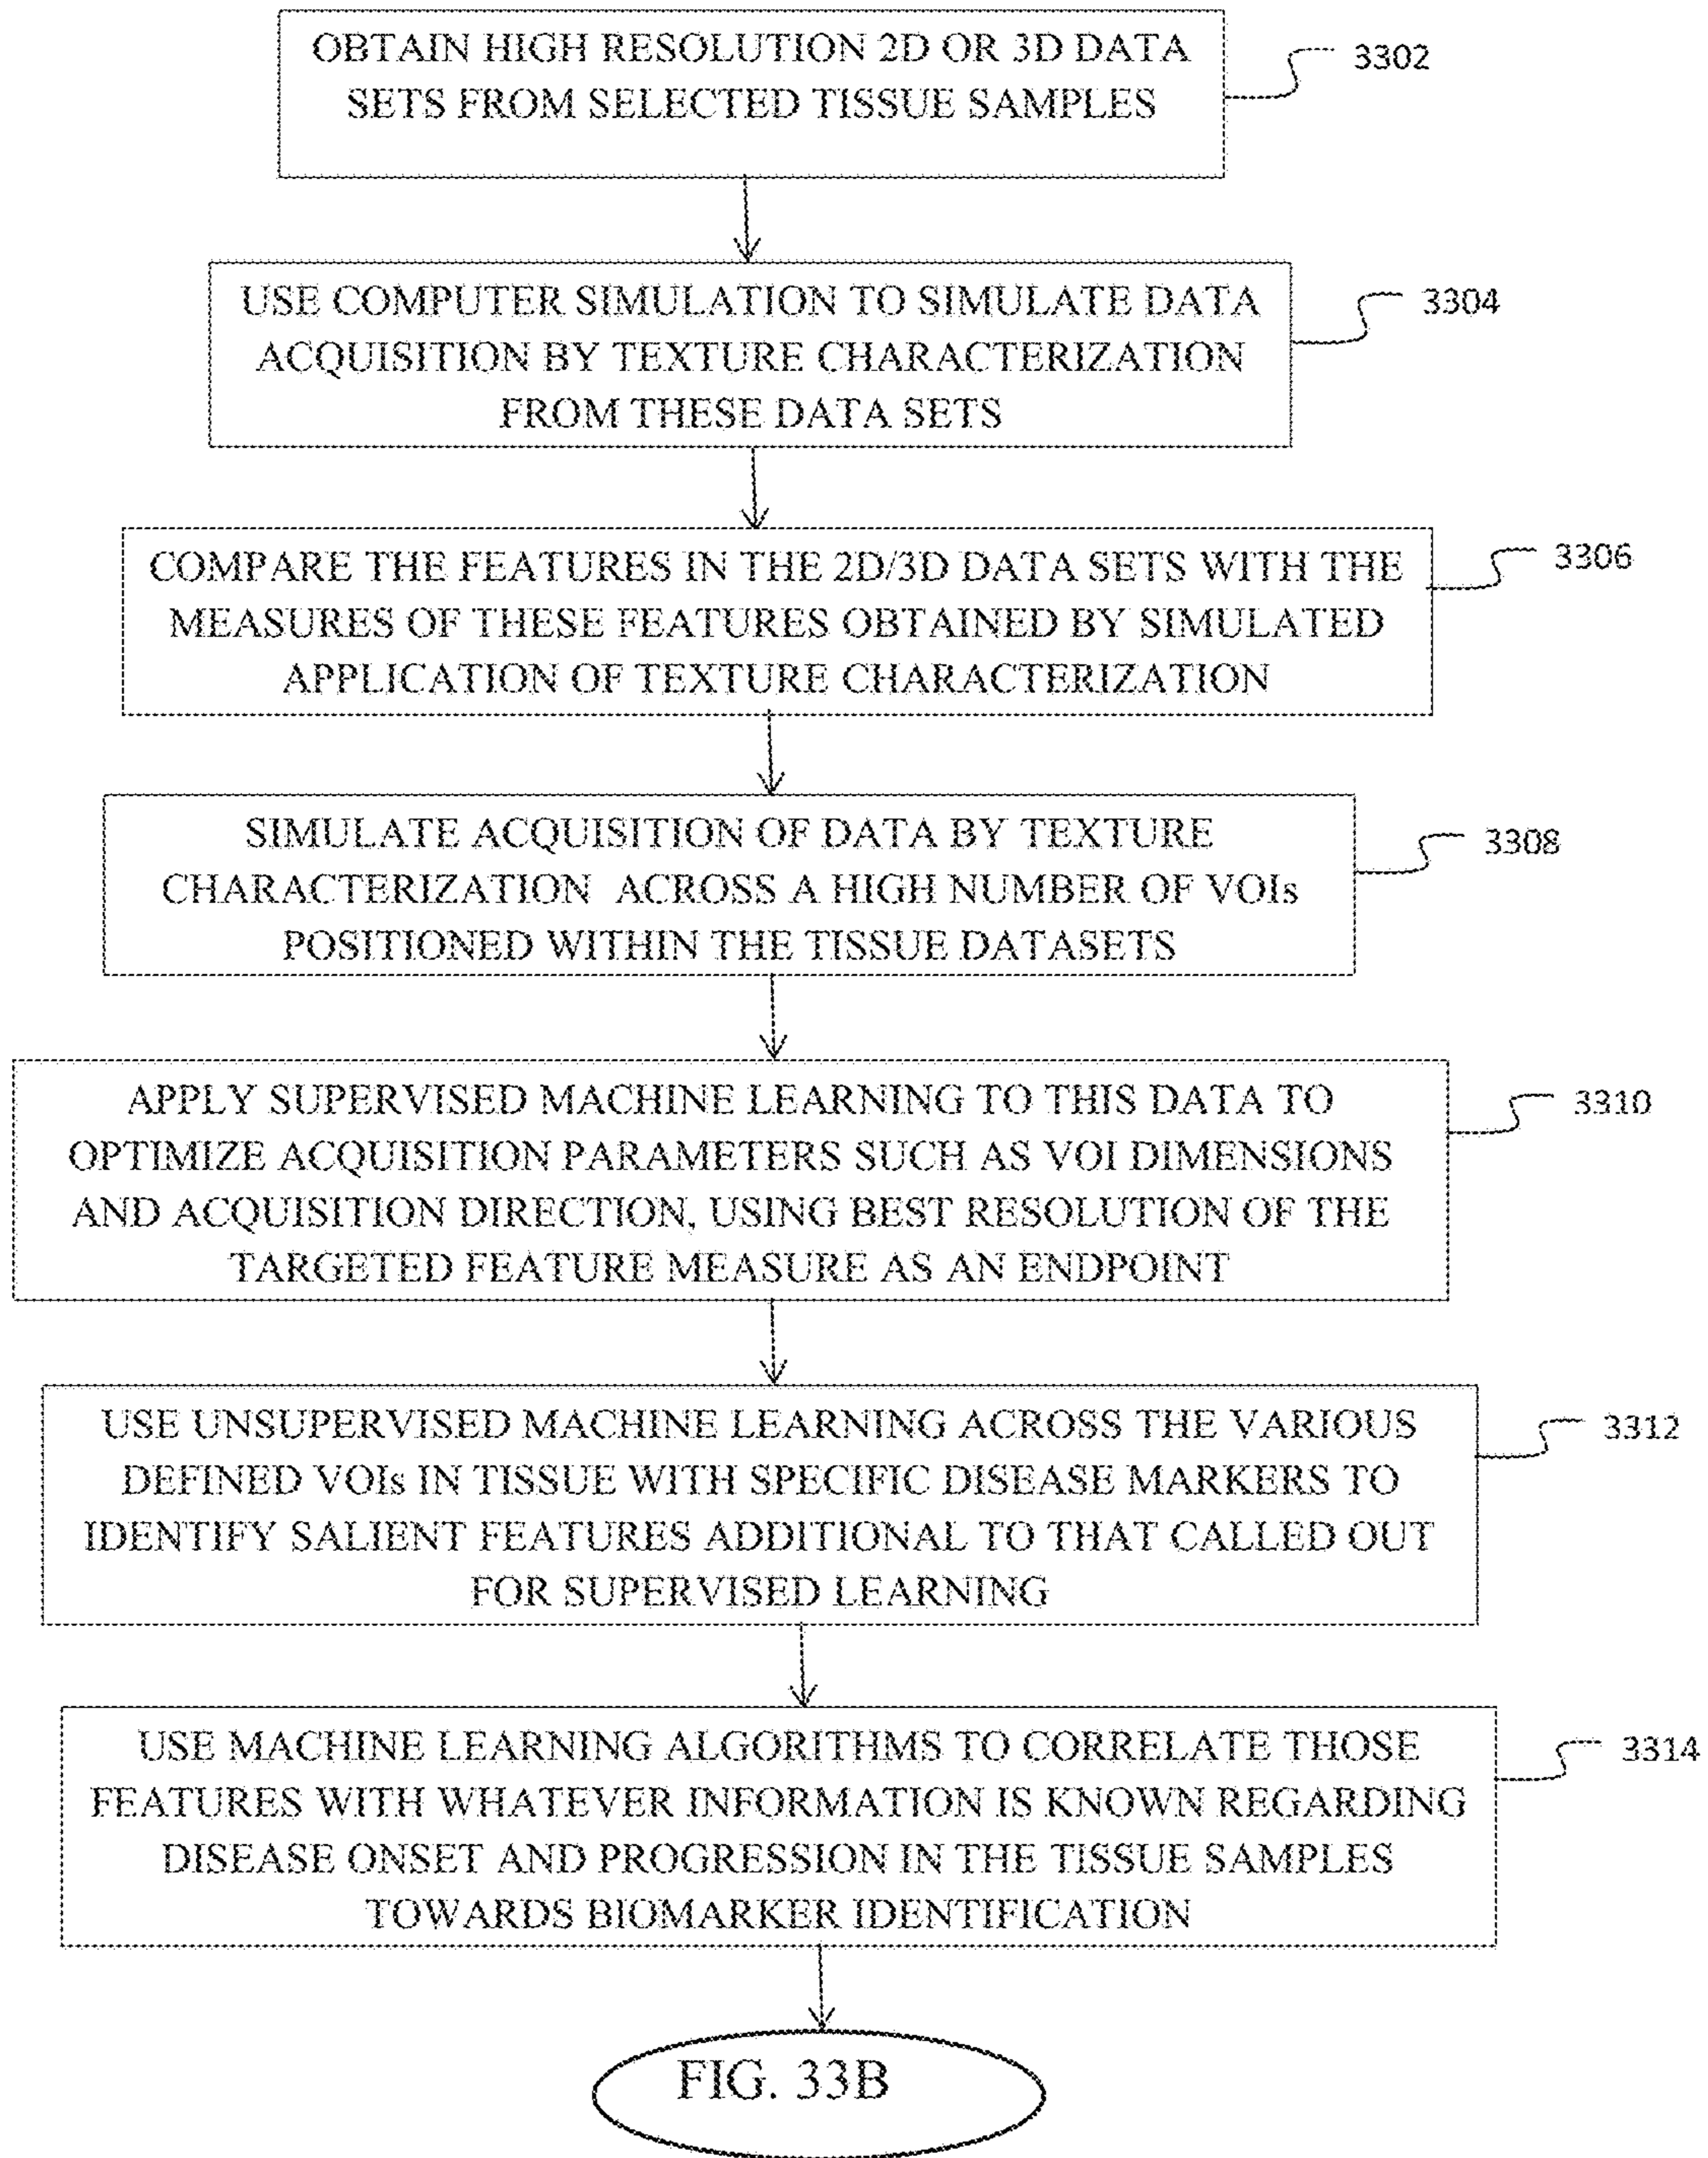 OBTAIN HIGH RESOLUTION 2D OR 3D DATA
SETS FROM SELECTED TISSUE SAMPLES
3302
USE COMPUTER SIMULATION TO SIMULATE DATA
ACQUISITION BY TEXTURE CHARACTERIZATION
FROM THESE DATA SETS
3304
COMPARE THE FEATURES IN THE 2D/3D DATA SETS WITH THE
MEASURES OF THESE FEATURES OBTAINED BY SIMULATED
APPLICATION OF TEXTURE CHARACTERIZATION
3306
SIMULATE ACQUISITION OF DATA BY TEXTURE
CHARACTERIZATION ACROSS A HIGH NUMBER OF VOIs
POSITIONED WITHIN THE TISSUE DATASETS
3308
APPLY SUPERVISED MACHINE LEARNING TO THIS DATA TO
OPTIMIZE ACQUISITION PARAMETERS SUCH AS VOI DIMENSIONS
AND ACQUISITION DIRECTION, USING BEST RESOLUTION OF THE
TARGETED FEATURE MEASURE AS AN ENDPOINT
3310
USE UNSUPERVISED MACHINE LEARNING ACROSS THE VARIOUS
DEFINED VOIs IN TISSUE WITH SPECIFIC DISEASE MARKERS TO
IDENTIFY SALIENT FEATURES ADDITIONAL TO THAT CALLED OUT
FOR SUPERVISED LEARNING
3312
USE MACHINE LEARNING ALGORITHMS TO CORRELATE THOSE
FEATURES WITH WHATEVER INFORMATION IS KNOWN REGARDING
DISEASE ONSET AND PROGRESSION IN THE TISSUE SAMPLES
TOWARDS BIOMARKER IDENTIFICATION
3314
FIG. 33B